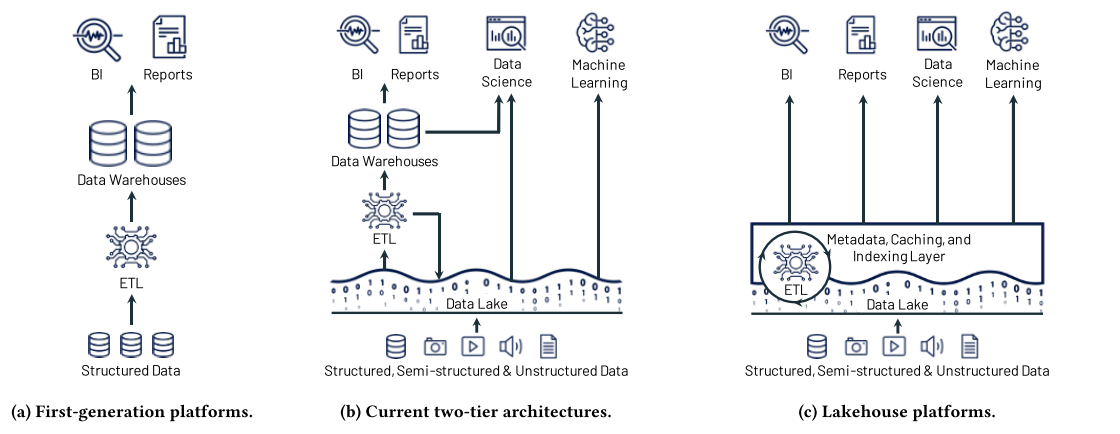 BI
Reports
Data Warehouses
ETL
Structured Data
(a) First-generation platforms.
BI
Reports
Data
Science
Machine
Learning
Data Warehouses
ETL
Data Lake
Structured, Semi-structured & Unstructured Data
(b) Current two-tier architectures.
BI
Reports
Data
Science
Machine
Learning
Metadata, Caching, and
Indexing Layer
ETL
Data Lake
Structured, Semi-structured & Unstructured Data
(c) Lakehouse platforms.